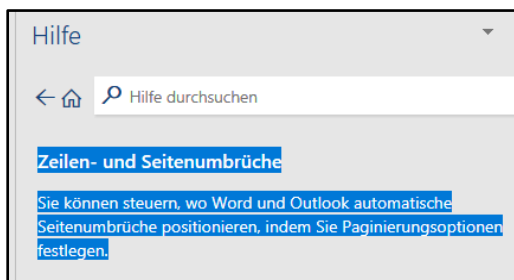 Hilfe
Hilfe durchsuchen
Zeilen- und Seitenumbrüche
Sie können steuern, wo Word und Outlook automatische
Seitenumbrüche positionieren, indem Sie Paginierungsoptionen
festlegen.